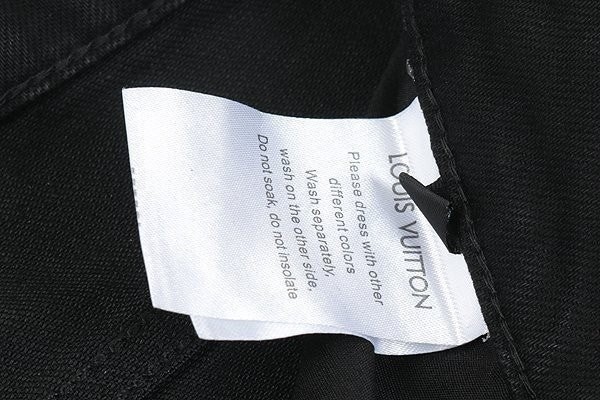 LOUIS VUITTON
Please dress with other
different colors
Wash separately,
wash on the other side,
Do not soak, do not insolate